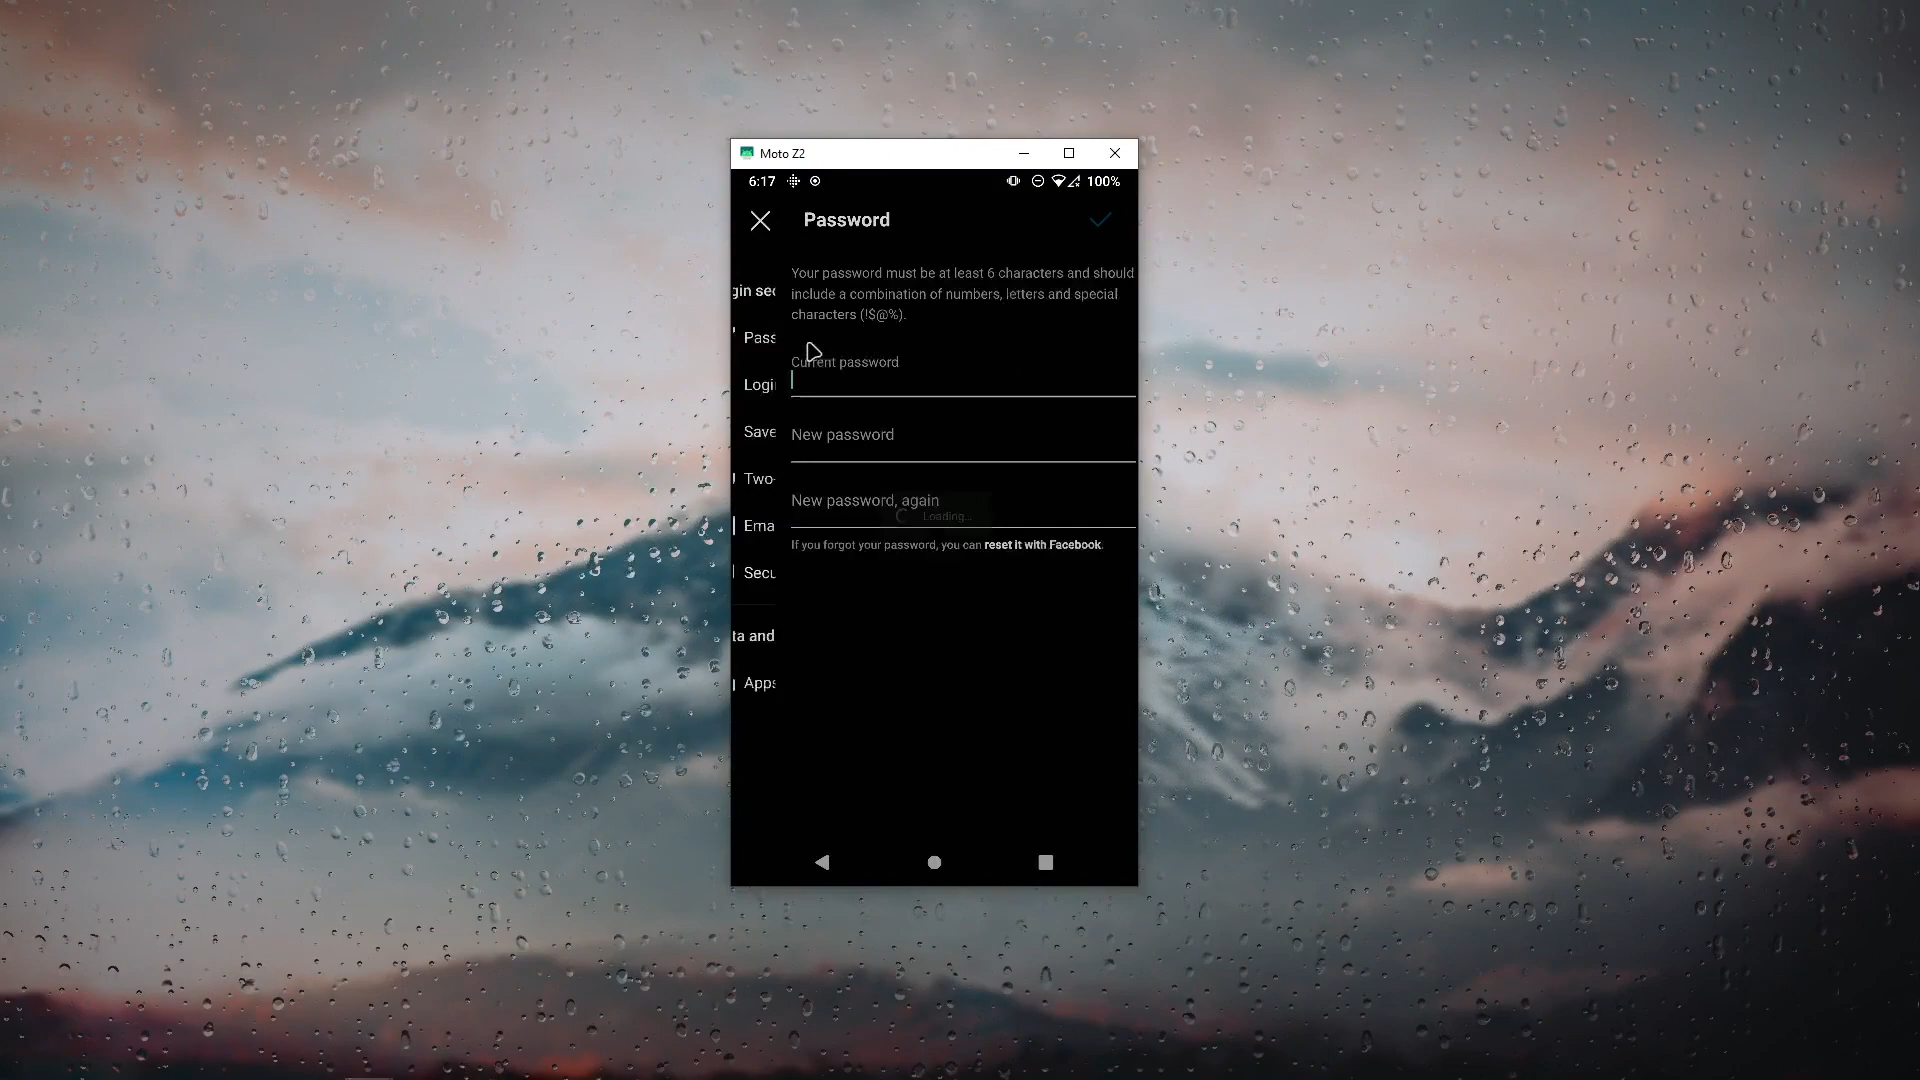 Moto Z2
6:17
100%
Password
Your password must be at least 6 characters and should
include a combination of numbers, letters and special
characters (!$@%).
gin sec
Pass
Current password
Logi
Save
New password
Two-
New password, again
Loading...
Ema
If you forgot your password, you can reset it with Facebook.
Secu
ta and
Apps